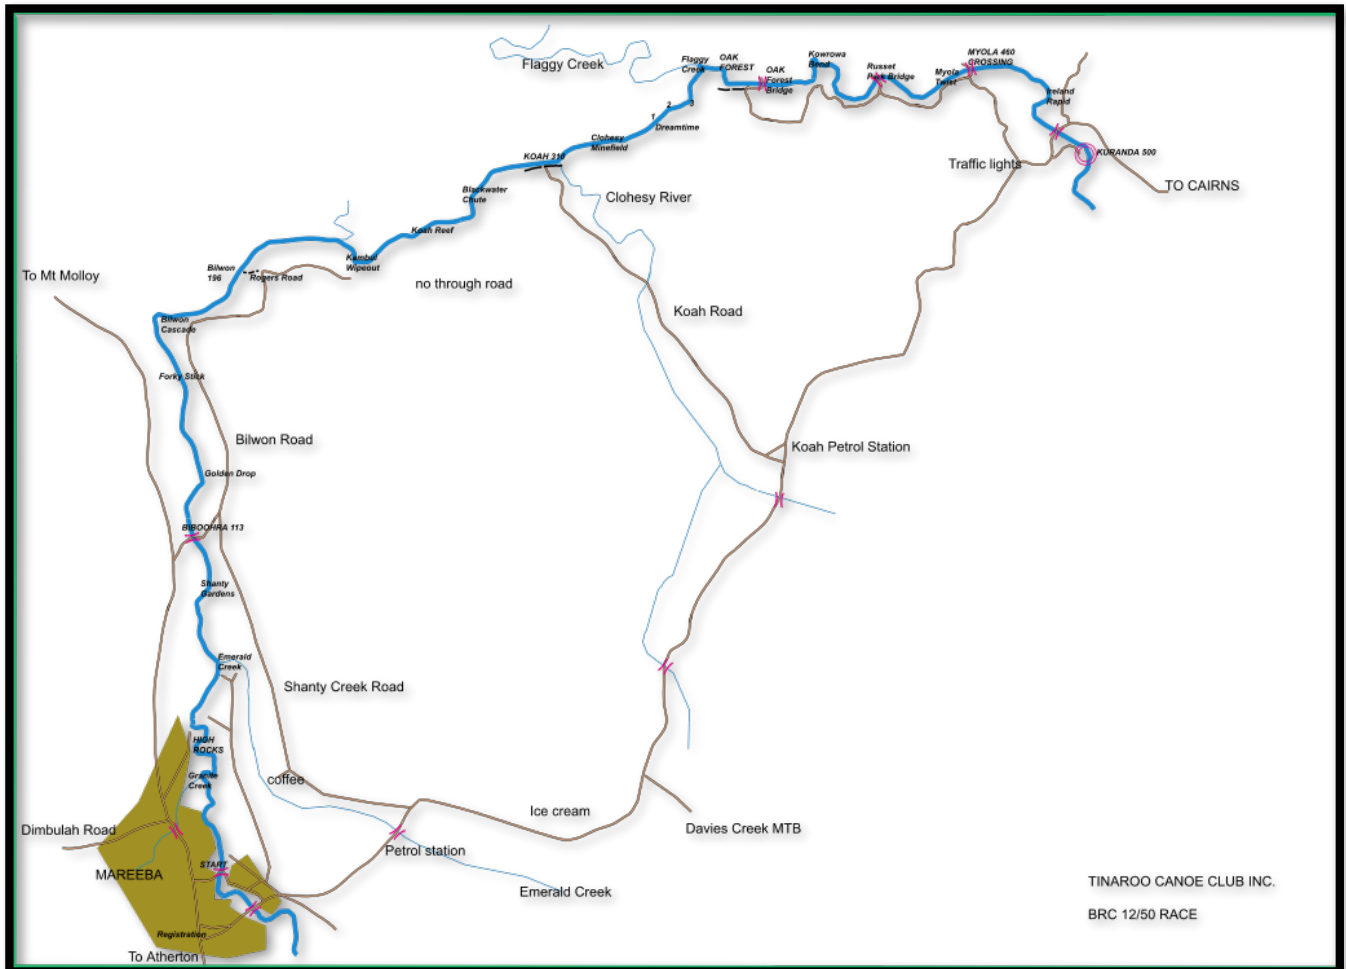 Flaggy Creek
Flaggy
Creek
OAK
FOREST
OAK
Forest
Bridge
Kowrowa
Bend
Russet
Park Bridge
Myola
Twist
MYOLA 460
CROSSING
Ireland
Rapid
KURANDA 500
Traffic lights
TO CAIRNS
1
2
3
Dreamtime
Clohesy
Minefield
KOAH 310
Clohesy River
Blackwater
Chute
Koah Reef
Kambul
Wipeout
Bilwon
196
Rogers Road
no through road
To Mt Molloy
Koah Road
Bilwon
Cascade
Forky Stick
Bilwon Road
Koah Petrol Station
Golden Drop
BIBOOHRA 113
Shanty
Gardens
Emerald
Creek
Shanty Creek Road
HIGH
ROCKS
Granite
Creek
coffee
Ice cream
Davies Creek MTB
Dimbulah Road
Petrol station
START
MAREEBA
Emerald Creek
Registration
To Atherton
TINAROO CANOE CLUB INC.
BRC 12/50 RACE